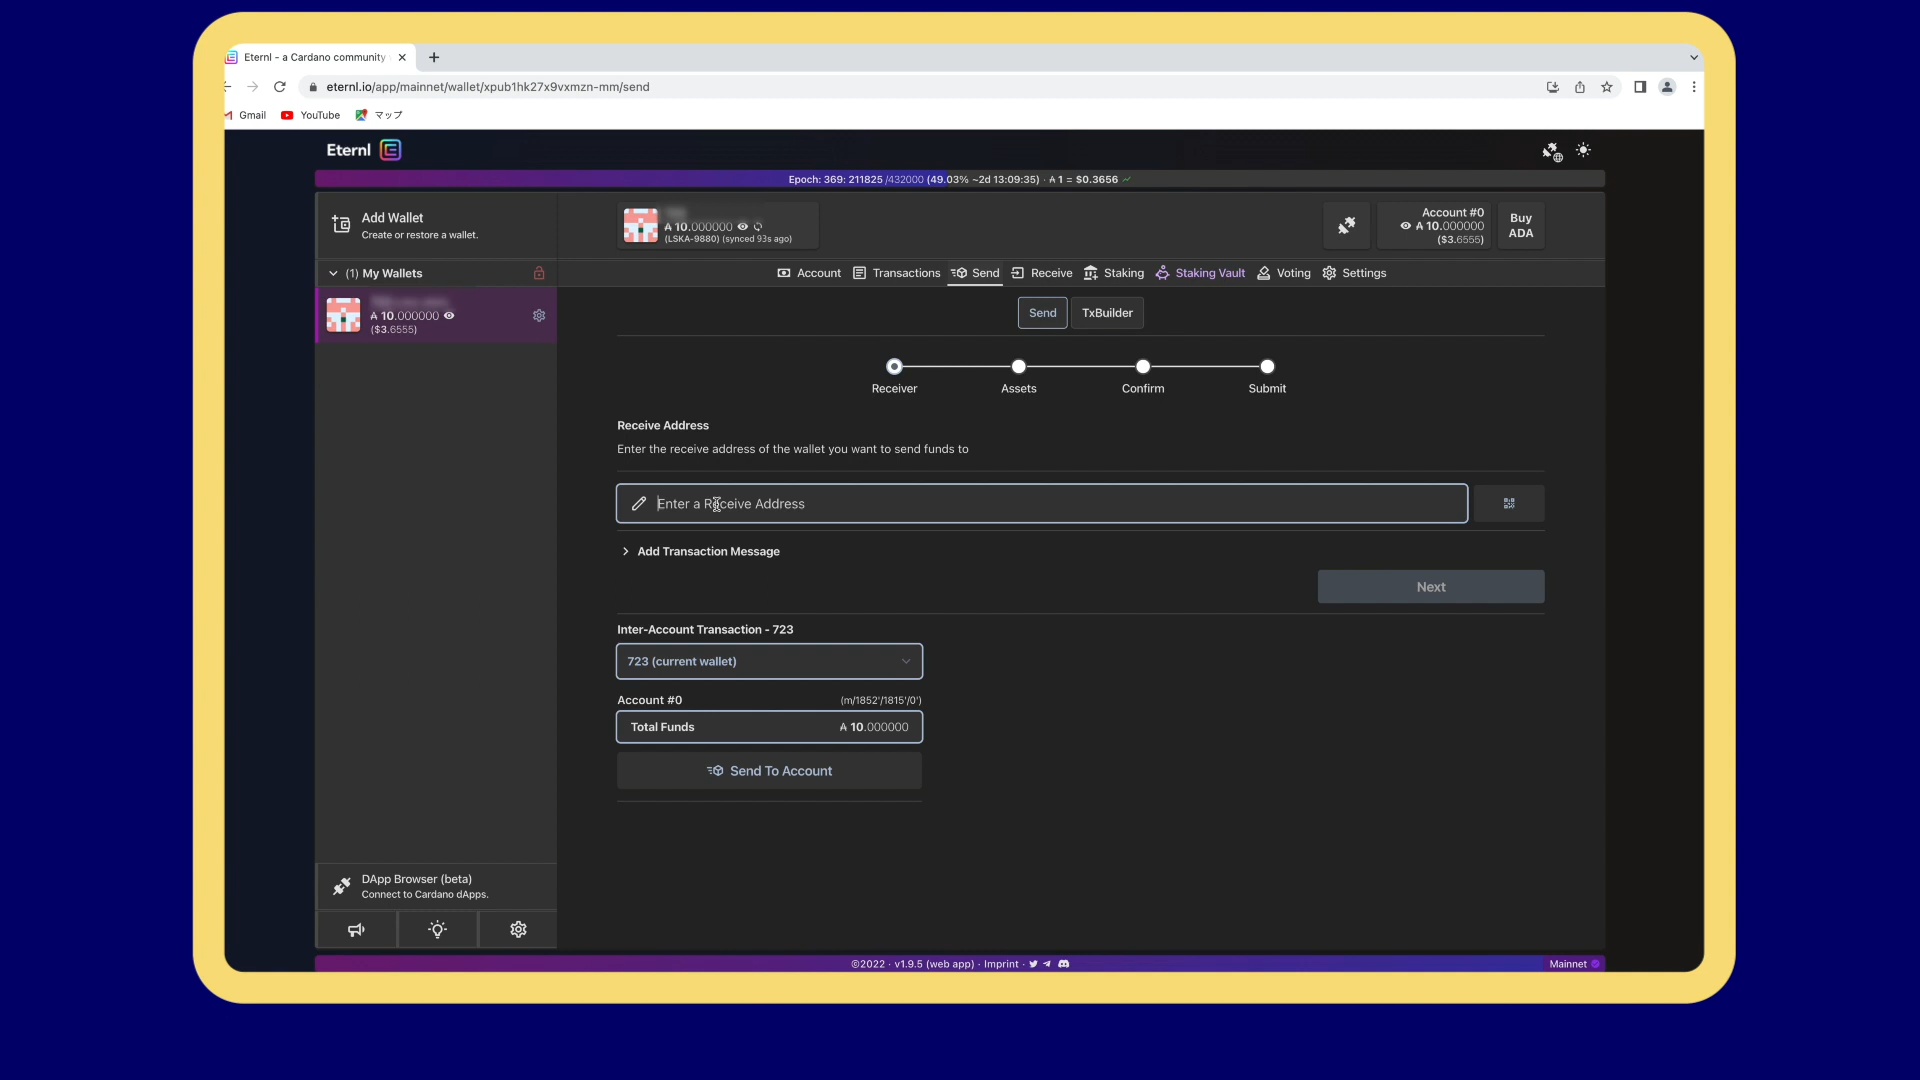 Eternl - a Cardano community
eternl.io/app/mainnet/wallet/xpub1hk27x9vxmzn-mm/send
Gmail
YouTube
マップ
Eternl
Epoch: 369: 211825 /432000 (49.03% ~2d 13:09:35) · ₳ 1 = $0.3656
Add Wallet
Create or restore a wallet.
₳ 10.000000
(LSKA-9880) (synced 93s ago)
Account #0
₳ 10.000000
($3.6555)
Buy
ADA
(1) My Wallets
Account
Transactions
Send
Receive
Staking
Staking Vault
Voting
Settings
₳ 10.000000
($3.6555)
Send
TxBuilder
Receiver
Assets
Confirm
Submit
Receive Address
Enter the receive address of the wallet you want to send funds to
Enter a Receive Address
Add Transaction Message
Next
Inter-Account Transaction - 723
723 (current wallet)
Account #0
(m/1852'/1815'/0')
Total Funds
₳ 10.000000
Send To Account
DApp Browser (beta)
Connect to Cardano dApps.
©2022 · v1.9.5 (web app) · Imprint ·
Mainnet